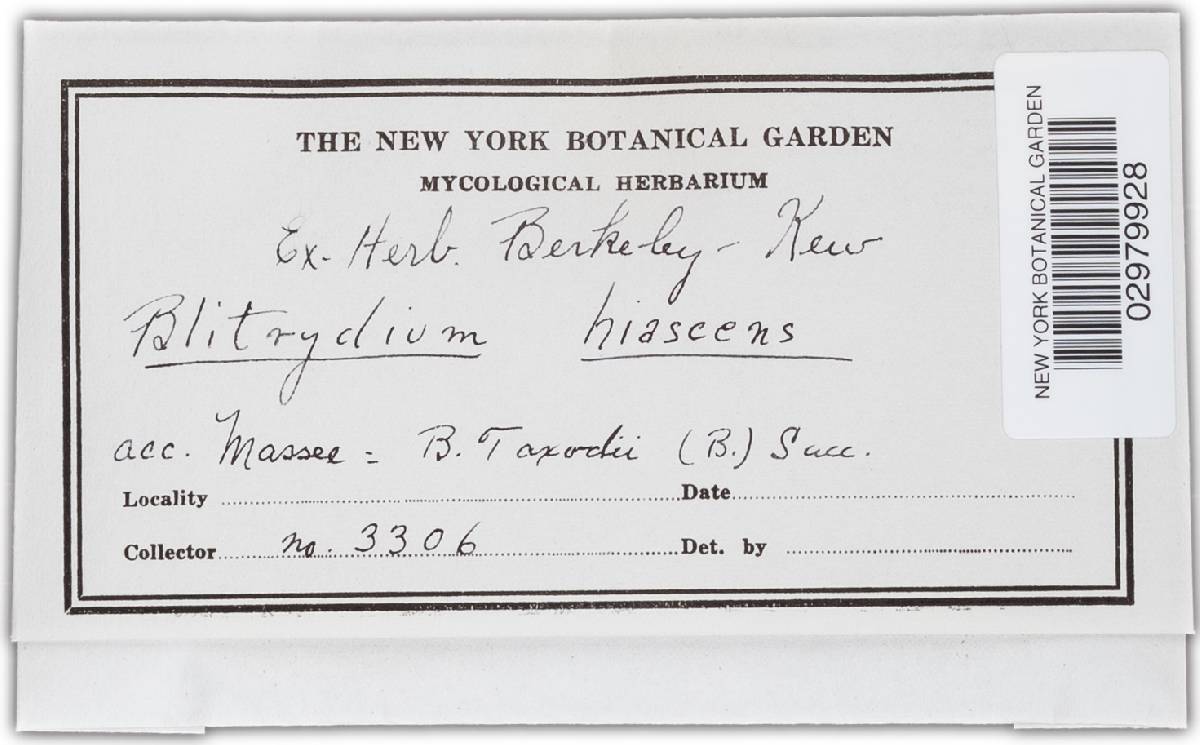 THE NEW YORK BOTANICAL GARDEN
MYCOLOGICAL HERBARIUM
Ex. Herb. Berkeley - Kew
Blitrydium hiascens
acc. Massee = B. Taxodii (B.) Sacc.
Locality Date
Collector no. 3306 Det. by
NEW YORK BOTANICAL GARDEN
02979928